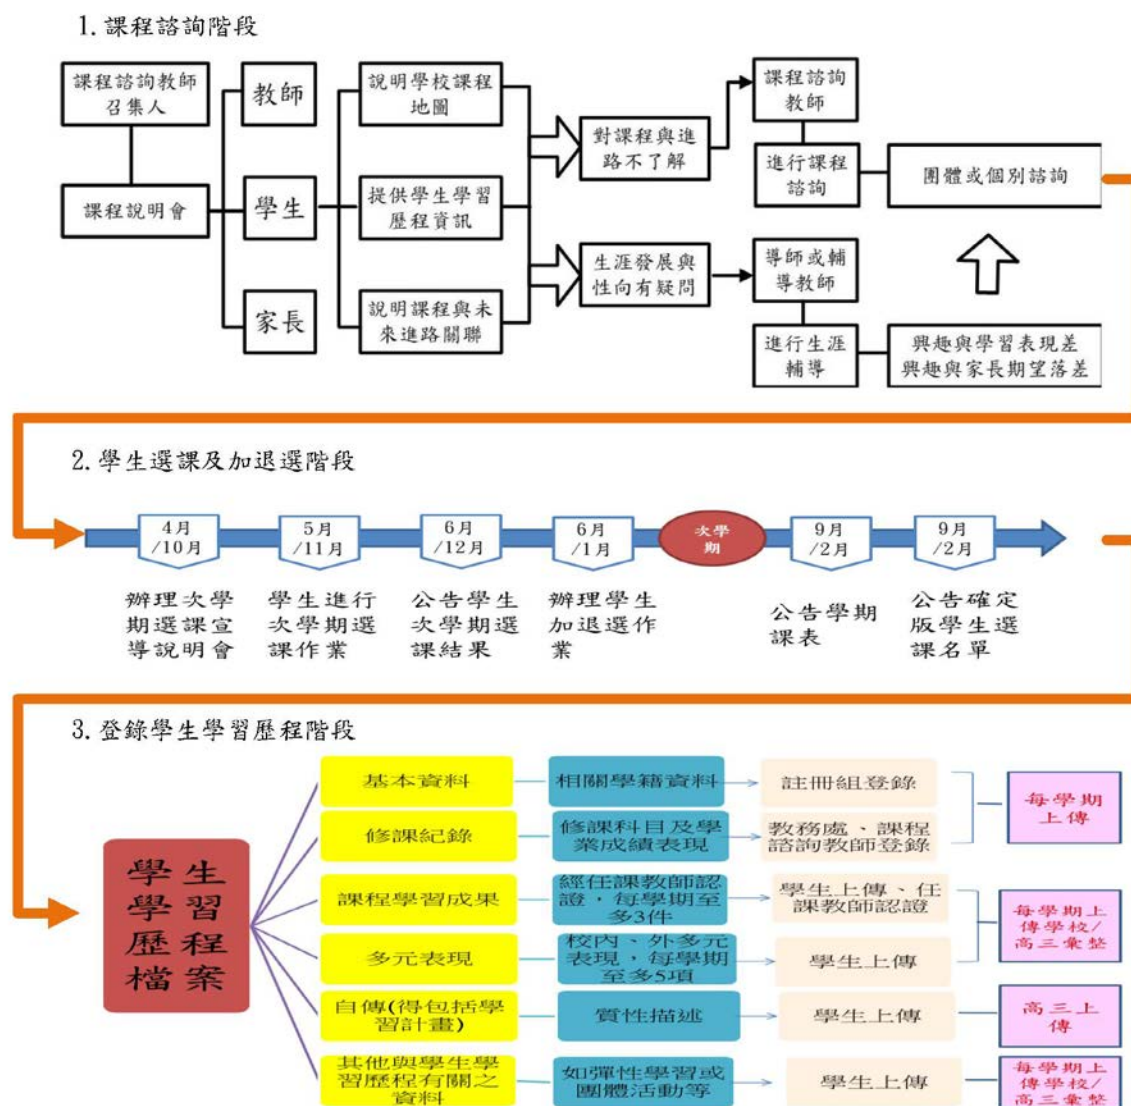 1. 課程諮詢階段
課程諮詢教師
召集人
課程說明會
教師
學生
家長
說明學校課程
地圖
提供學生學習
歷程資訊
說明課程與未
來進路關聯
對課程與進
路不了解
生涯發展與
性向有疑問
課程諮詢
教師
進行課程
諮詢
團體或個別諮詢
導師或輔
導教師
進行生涯
輔導
興趣與學習表現差
興趣與家長期望落差
2. 學生選課及加退選階段
4月
/10月
辦理次學
期選課宣
導說明會
5月
/11月
學生進行
次學期選
課作業
6月
/12月
公告學生
次學期選
課結果
6月
/1月
辦理學生
加退選作
業
次學
期
9月
/2月
公告學期
課表
9月
/2月
公告確定
版學生選
課名單
3. 登錄學生學習歷程階段
學生
學習
歷程
檔案
基本資料
相關學籍資料
註冊組登錄
修課紀錄
修課科目及學
業成績表現
教務處、課程
諮詢教師登錄
每學期
上傳
課程學習成果
經任課教師認
證，每學期至
多3件
學生上傳、任
課教師認證
多元表現
校內、外多元
表現，每學期
至多5項
學生上傳
每學期上
傳學校/
高三彙整
自傳(得包括學
習計畫)
質性描述
學生上傳
高三上
傳
其他與學生學
習歷程有關之
資料
如彈性學習或
團體活動等
學生上傳
每學期上
傳學校/
高三彙整